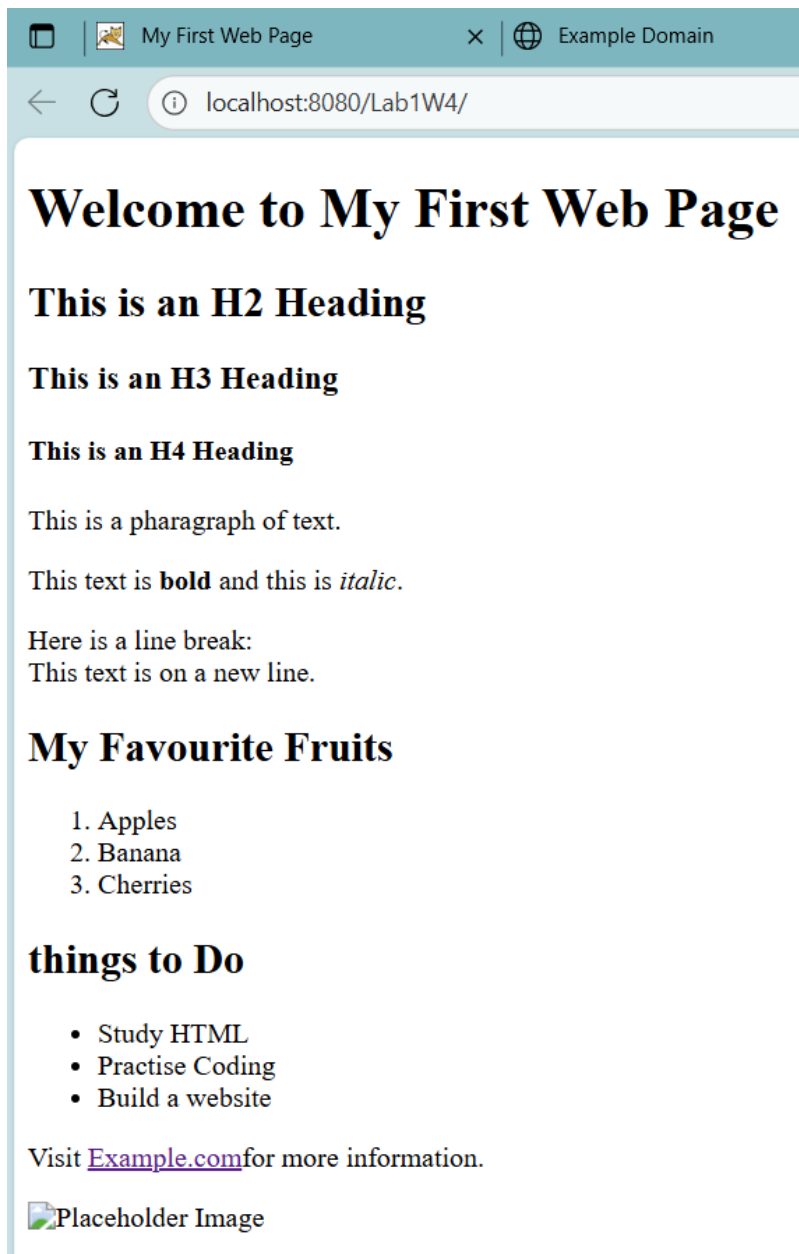 My First Web Page
Example Domain
localhost:8080/Lab1W4/
Welcome to My First Web Page
This is an H2 Heading
This is an H3 Heading
This is an H4 Heading
This is a pharagraph of text.
This text is bold and this is italic.
Here is a line break:
This text is on a new line.
My Favourite Fruits
1. Apples
2. Banana
3. Cherries
things to Do
• Study HTML
• Practise Coding
• Build a website
Visit Example.comfor more information.
Placeholder Image